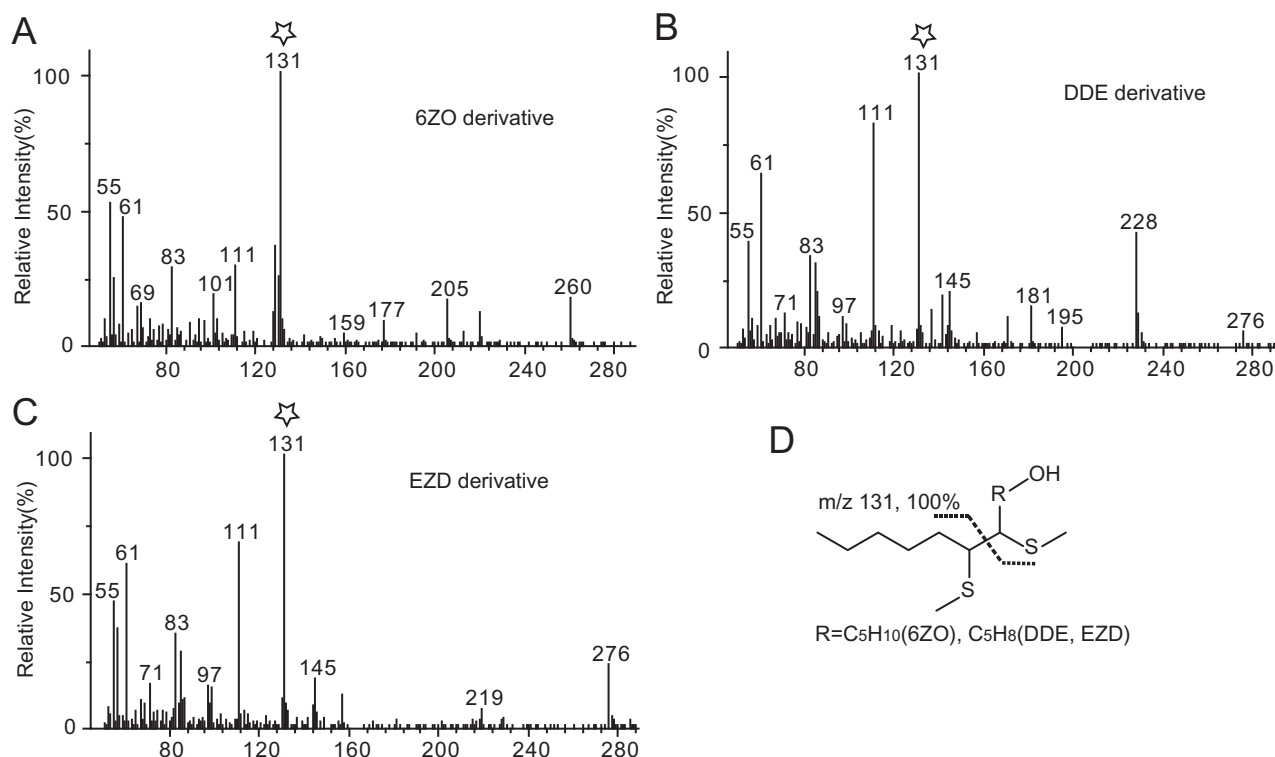 A
Relative Intensity(%)
100
50
0
131
6ZO derivative
55
61
69
83
101
111
159
177
205
260
80 120 160 200 240 280
B
Relative Intensity(%)
100
50
0
131
DDE derivative
111
61
55
83
71
97
145
181
195
228
276
80 120 160 200 240 280
C
Relative Intensity(%)
100
50
0
131
EZD derivative
111
61
55
83
71
97
145
219
276
80 120 160 200 240 280
D
OH
R
m/z 131, 100%
S
S
R=C5H10(6ZO), C5H8(DDE, EZD)